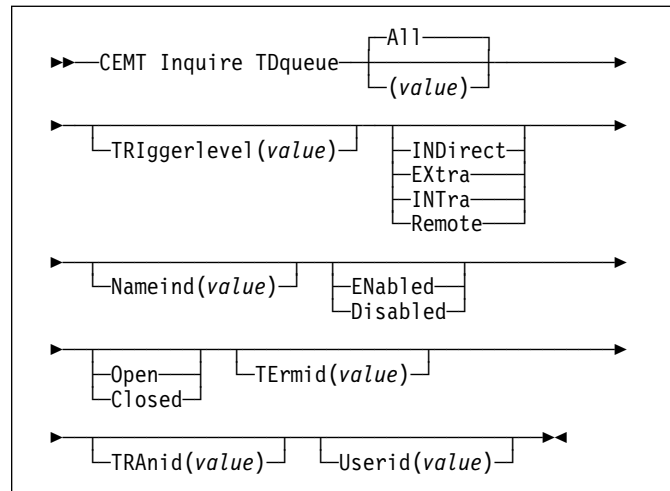 All
CEMT Inquire TDqueue
(value)
TRIggerlevel(value)
INDirect
EXtra
INTra
Remote
Nameind(value)
ENabled
Disabled
Open
Closed
TErmid(value)
TRAnid(value)
Userid(value)